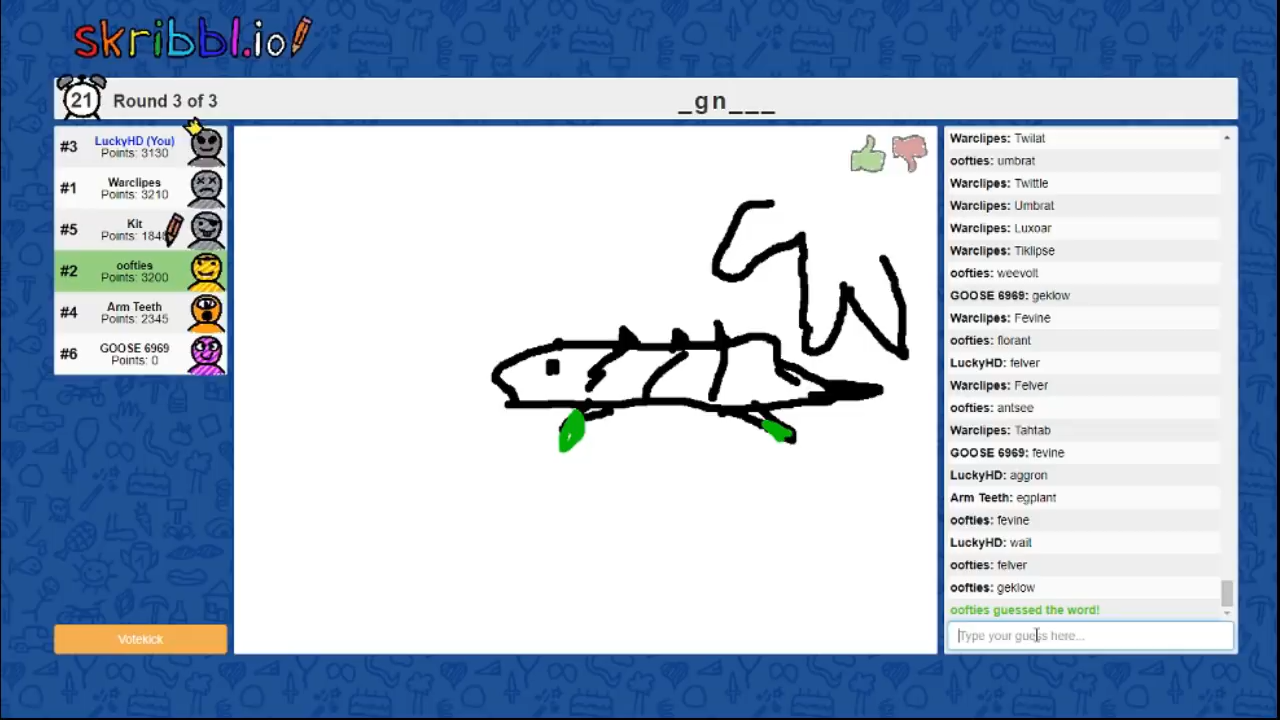 skribbl.io
21 Round 3 of 3 _gn___
#3 LuckyHD (You)
Points: 3130
#1 Warclipes
Points: 3210
#5 Kit
Points: 1848
#2 oofties
Points: 3200
#4 Arm Teeth
Points: 2345
#6 GOOSE 6969
Points: 0
Votekick
Warclipes: Twilat
oofties: umbrat
Warclipes: Twittle
Warclipes: Umbrat
Warclipes: Luxoar
Warclipes: Tiklipse
oofties: weevolt
GOOSE 6969: geklow
Warclipes: Fevine
oofties: florant
LuckyHD: felver
Warclipes: Felver
oofties: antsee
Warclipes: Tahtab
GOOSE 6969: fevine
LuckyHD: aggron
Arm Teeth: egplant
oofties: fevine
LuckyHD: wait
oofties: felver
oofties: geklow
oofties guessed the word!
Type your guess here...